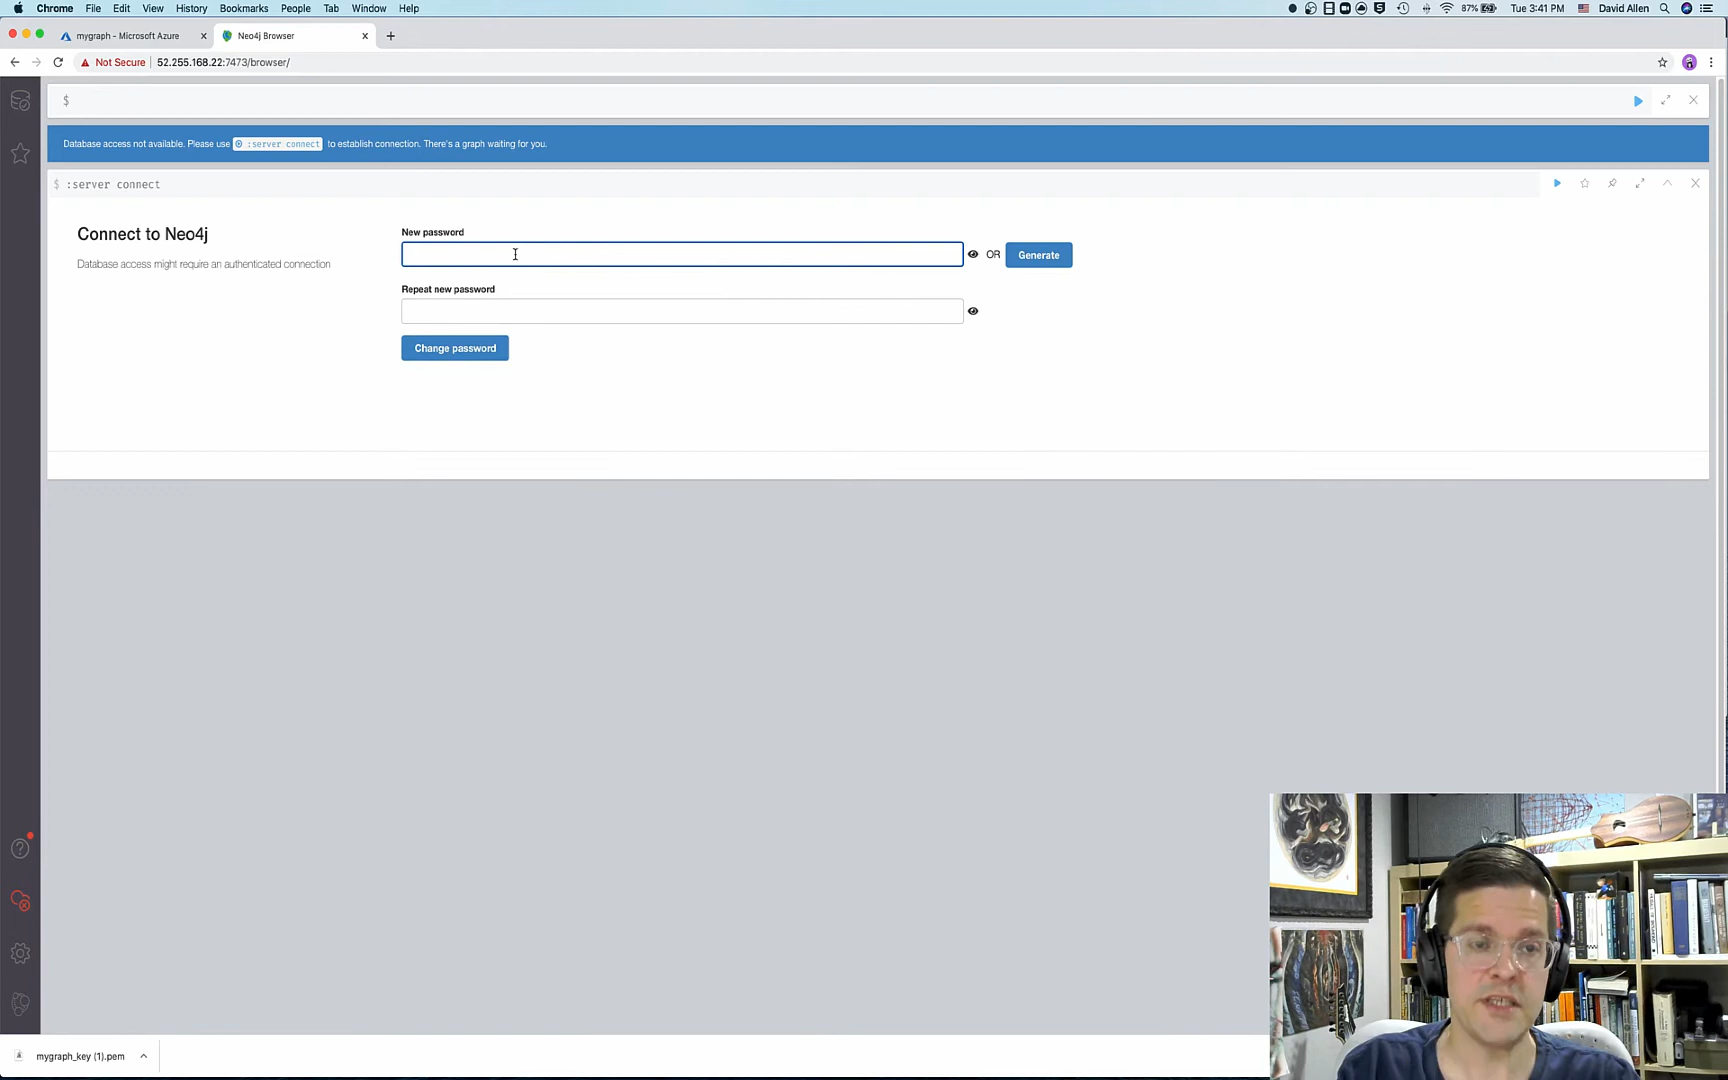 Chrome File Edit View History Bookmarks People Tab Window Help 87% Tue 3:41 PM David Allen
mygraph - Microsoft Azure Neo4j Browser
Not Secure 52.255.168.22:7473/browser/
$
Database access not available. Please use :server connect to establish connection. There's a graph waiting for you.
$ :server connect
Connect to Neo4j
Database access might require an authenticated connection
New password
OR Generate
Repeat new password
Change password
mygraph_key (1).pem